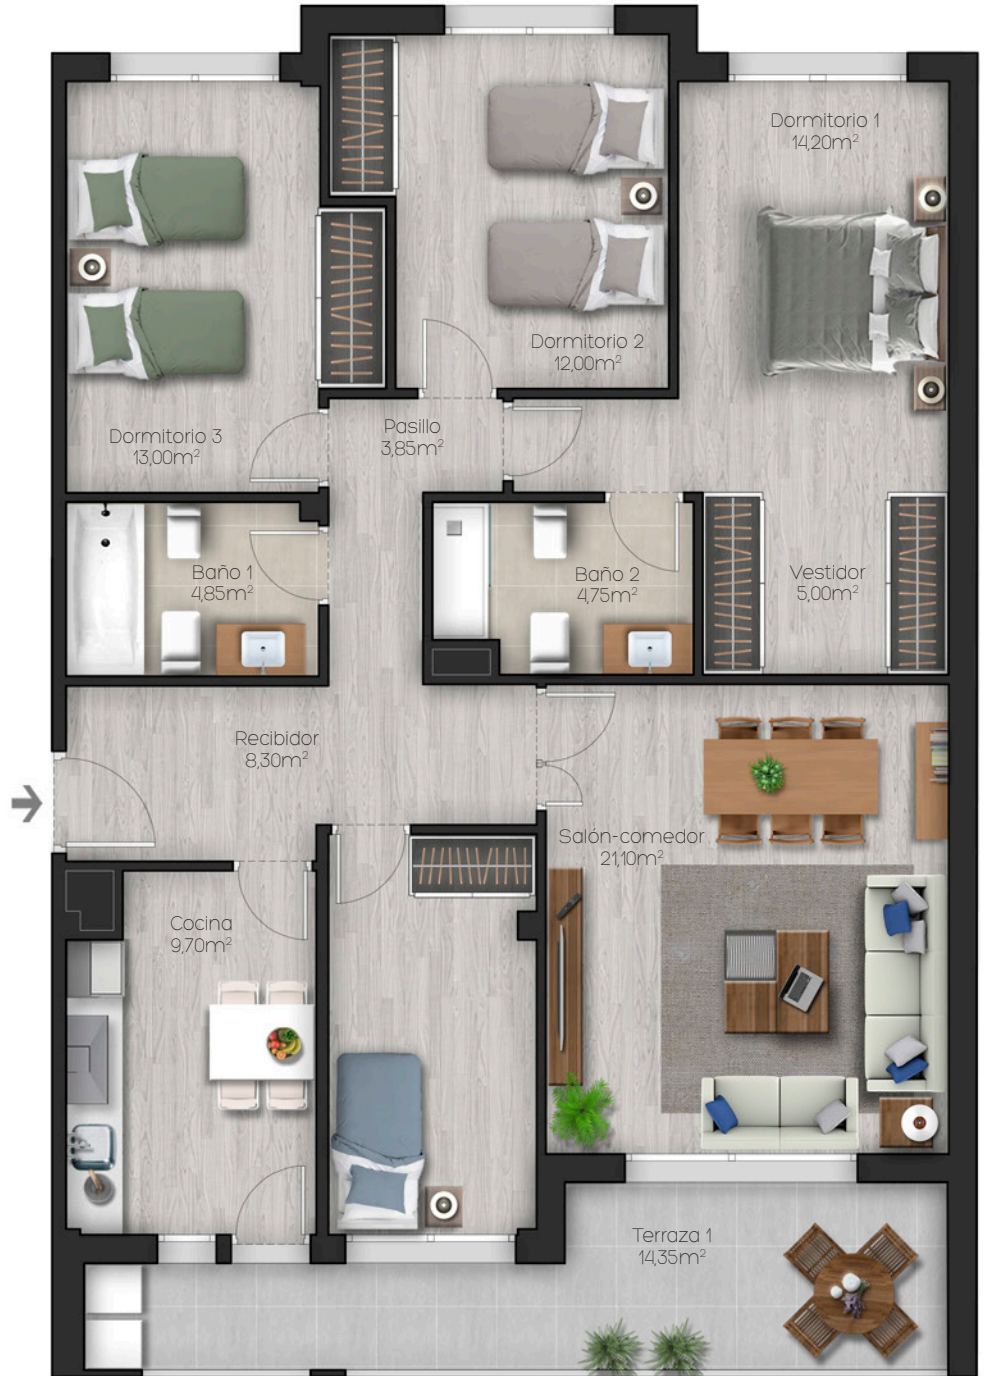 Dormitorio 1
14,20m²
Dormitorio 2
12,00m²
Dormitorio 3
13,00m²
Pasillo
3,85m²
Baño 1
4,85m²
Baño 2
4,75m²
Vestidor
5,00m²
Recibidor
8,30m²
Salón-comedor
21,10m²
Cocina
9,70m²
Terraza 1
14,35m²